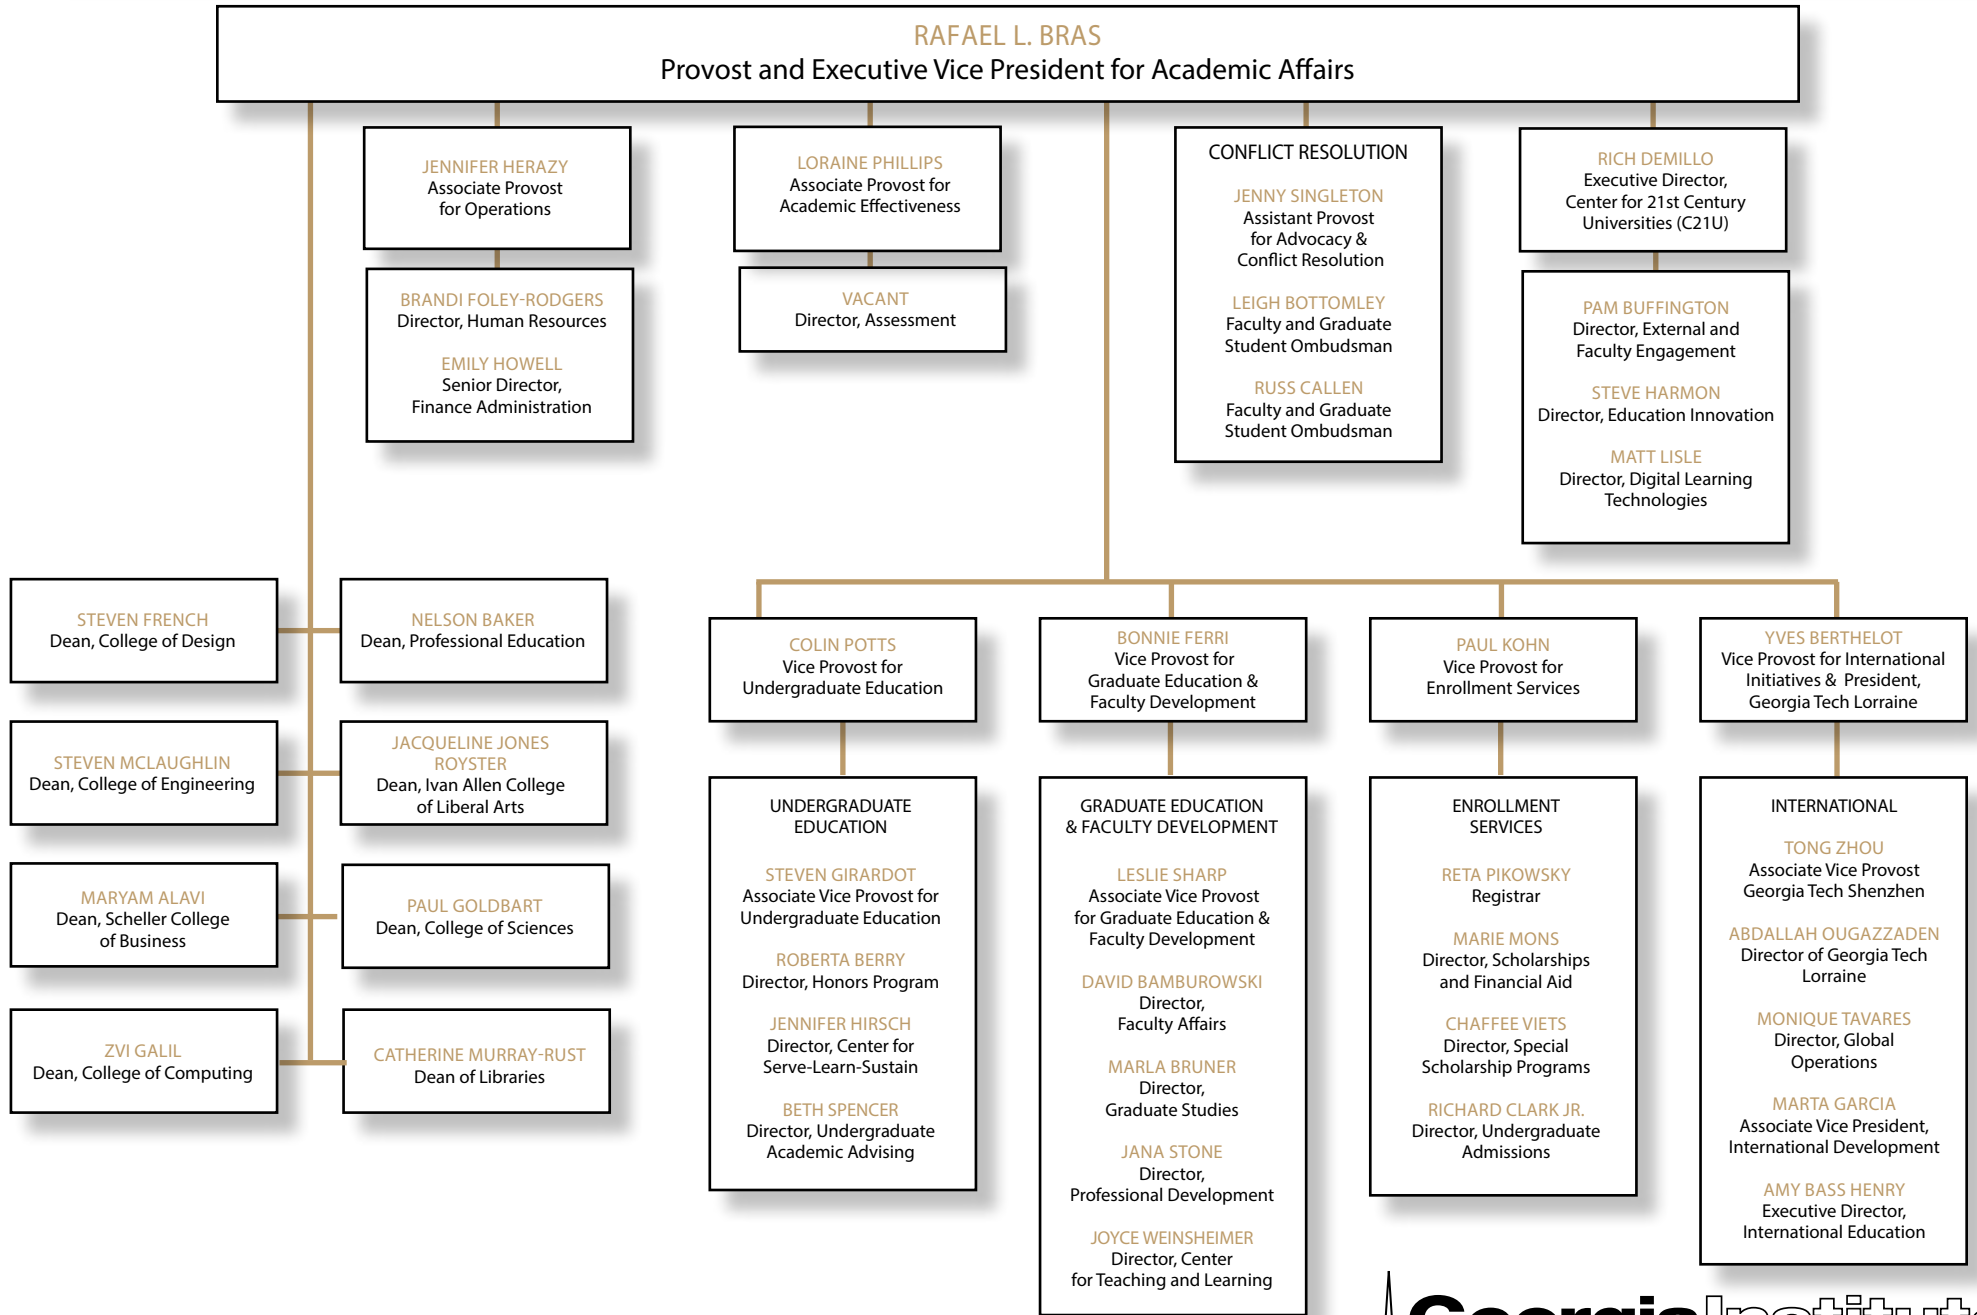 RAFAEL L. BRAS
Provost and Executive Vice President for Academic Affairs
JENNIFER HERAZY
Associate Provost
for Operations
BRANDI FOLEY-RODGERS
Director, Human Resources
EMILY HOWELL
Senior Director,
Finance Administration
LORAINE PHILLIPS
Associate Provost for
Academic Effectiveness
VACANT
Director, Assessment
CONFLICT RESOLUTION
JENNY SINGLETON
Assistant Provost
for Advocacy &
Conflict Resolution
LEIGH BOTTOMLEY
Faculty and Graduate
Student Ombudsman
RUSS CALLEN
Faculty and Graduate
Student Ombudsman
RICH DEMILLO
Executive Director,
Center for 21st Century
Universities (C21U)
PAM BUFFINGTON
Director, External and
Faculty Engagement
STEVE HARMON
Director, Education Innovation
MATT LISLE
Director, Digital Learning
Technologies
STEVEN FRENCH
Dean, College of Design
NELSON BAKER
Dean, Professional Education
STEVEN MCLAUGHLIN
Dean, College of Engineering
JACQUELINE JONES
ROYSTER
Dean, Ivan Allen College
of Liberal Arts
MARYAM ALAVI
Dean, Scheller College
of Business
PAUL GOLDBART
Dean, College of Sciences
ZVI GALIL
Dean, College of Computing
CATHERINE MURRAY-RUST
Dean of Libraries
COLIN POTTS
Vice Provost for
Undergraduate Education
UNDERGRADUATE
EDUCATION
STEVEN GIRARDOT
Associate Vice Provost for
Undergraduate Education
ROBERTA BERRY
Director, Honors Program
JENNIFER HIRSCH
Director, Center for
Serve-Learn-Sustain
BETH SPENCER
Director, Undergraduate
Academic Advising
BONNIE FERRI
Vice Provost for
Graduate Education &
Faculty Development
GRADUATE EDUCATION
& FACULTY DEVELOPMENT
LESLIE SHARP
Associate Vice Provost
for Graduate Education &
Faculty Development
DAVID BAMBUROWSKI
Director,
Faculty Affairs
MARLA BRUNER
Director,
Graduate Studies
JANA STONE
Director,
Professional Development
JOYCE WEINSHEIMER
Director, Center
for Teaching and Learning
PAUL KOHN
Vice Provost for
Enrollment Services
ENROLLMENT
SERVICES
RETA PIKOWSKY
Registrar
MARIE MONS
Director, Scholarships
and Financial Aid
CHAFFEE VIETS
Director, Special
Scholarship Programs
RICHARD CLARK JR.
Director, Undergraduate
Admissions
YVES BERTHELOT
Vice Provost for International
Initiatives & President,
Georgia Tech Lorraine
INTERNATIONAL
TONG ZHOU
Associate Vice Provost
Georgia Tech Shenzhen
ABDALLAH OUGAZZADEN
Director of Georgia Tech
Lorraine
MONIQUE TAVARES
Director, Global
Operations
MARTA GARCIA
Associate Vice President,
International Development
AMY BASS HENRY
Executive Director,
International Education
Georgia Institute